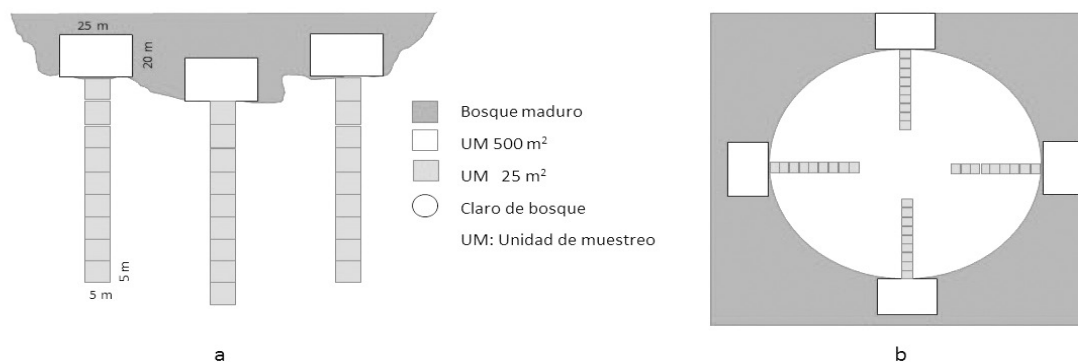 25 m
20 m
5 m
5 m
Bosque maduro
UM 500 m²
UM 25 m²
Claro de bosque
UM: Unidad de muestreo
a
b